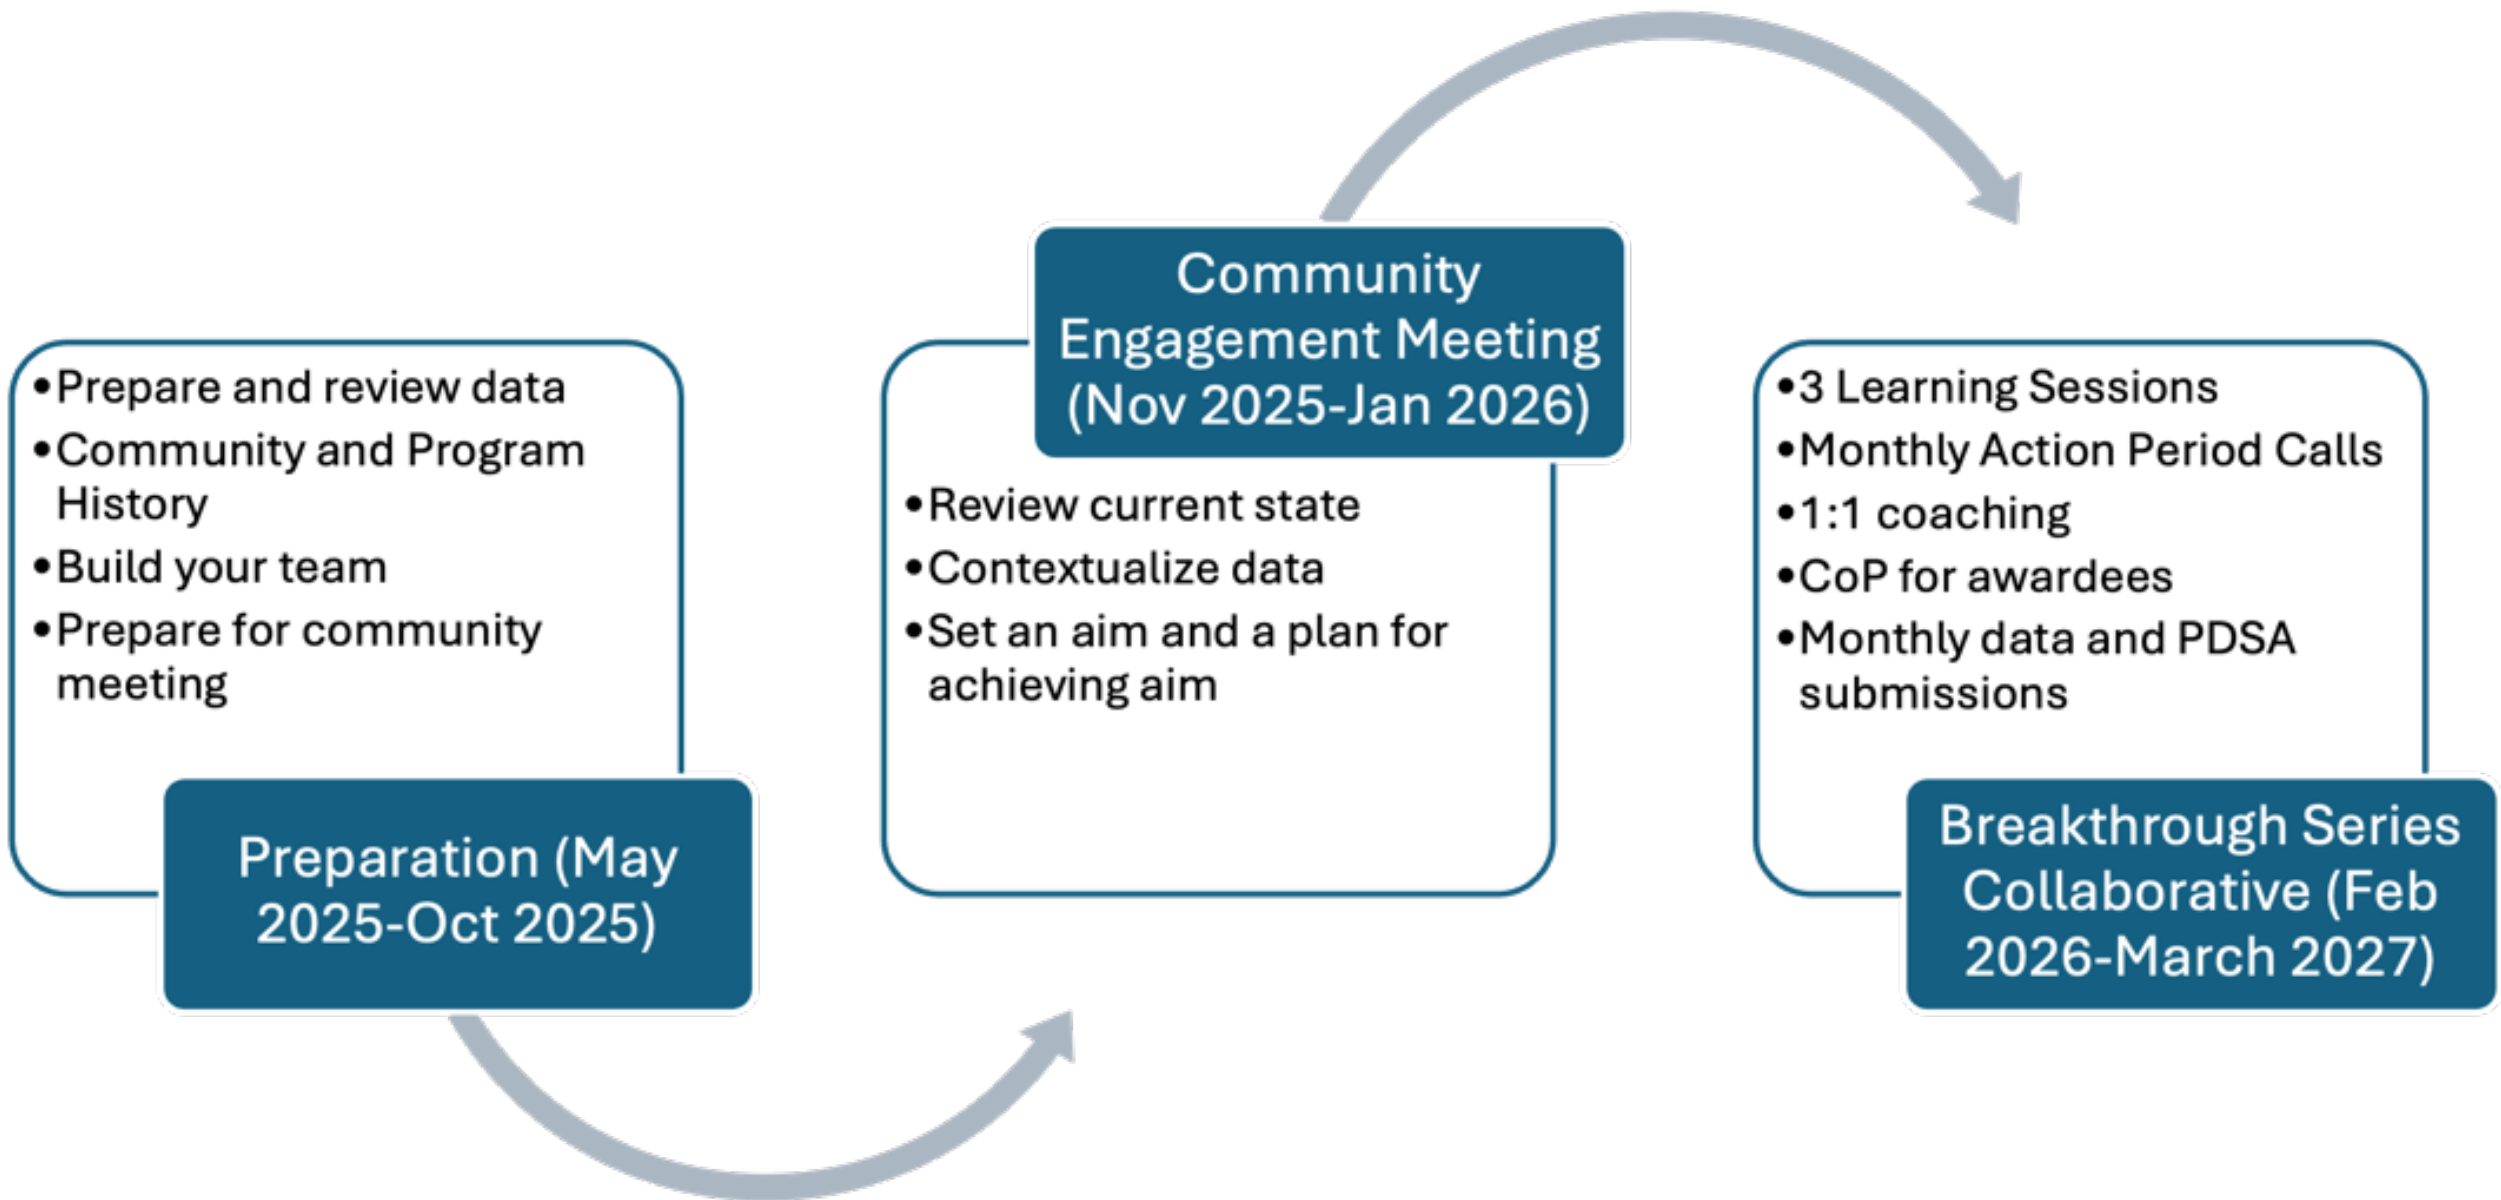 •Prepare and review data
•Community and Program
History
•Build your team
•Prepare for community
meeting
Preparation (May
2025-Oct 2025)
Community
Engagement Meeting
(Nov 2025-Jan 2026)
•Review current state
•Contextualize data
•Set an aim and a plan for
achieving aim
•3 Learning Sessions
•Monthly Action Period Calls
•1:1 coaching
•CoP for awardees
•Monthly data and PDSA
submissions
Breakthrough Series
Collaborative (Feb
2026-March 2027)